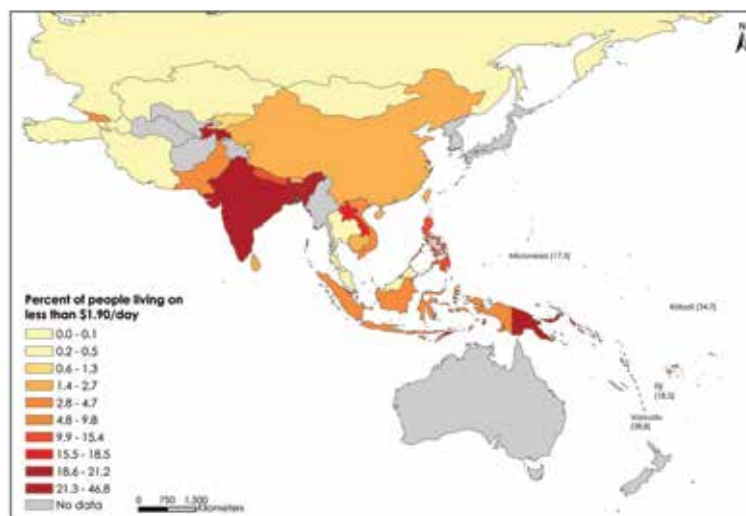 N
Micronesia (17.5)
Kiribati (34.7)
Fiji
(18.5)
Vanuatu
(38.8)
Percent of people living on
less than $1.90/day
0.0 - 0.1
0.2 - 0.5
0.6 - 1.3
1.4 - 2.7
2.8 - 4.7
4.8 - 9.8
9.9 - 15.4
15.5 - 18.5
18.6 - 21.2
21.3 - 46.8
No data
0 750 1,500
Kilometers